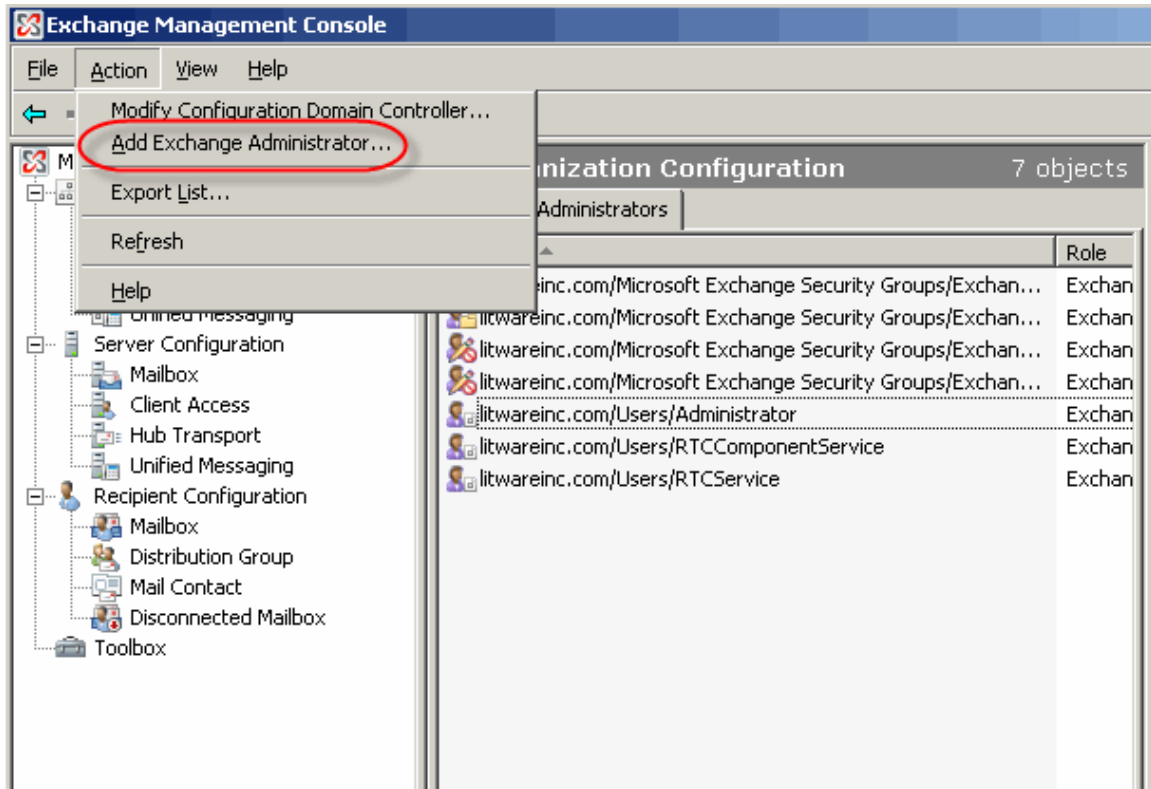 Exchange Management Console
File Action View Help
Modify Configuration Domain Controller...
Add Exchange Administrator...
Export List...
Refresh
Help
M
nization Configuration 7 objects
Administrators
Role
einc.com/Microsoft Exchange Security Groups/Exchan... Exchan
litwareinc.com/Microsoft Exchange Security Groups/Exchan... Exchan
litwareinc.com/Microsoft Exchange Security Groups/Exchan... Exchan
litwareinc.com/Microsoft Exchange Security Groups/Exchan... Exchan
litwareinc.com/Users/Administrator Exchan
litwareinc.com/Users/RTCComponentService Exchan
litwareinc.com/Users/RTCService Exchan
Unified Messaging
Server Configuration
Mailbox
Client Access
Hub Transport
Unified Messaging
Recipient Configuration
Mailbox
Distribution Group
Mail Contact
Disconnected Mailbox
Toolbox